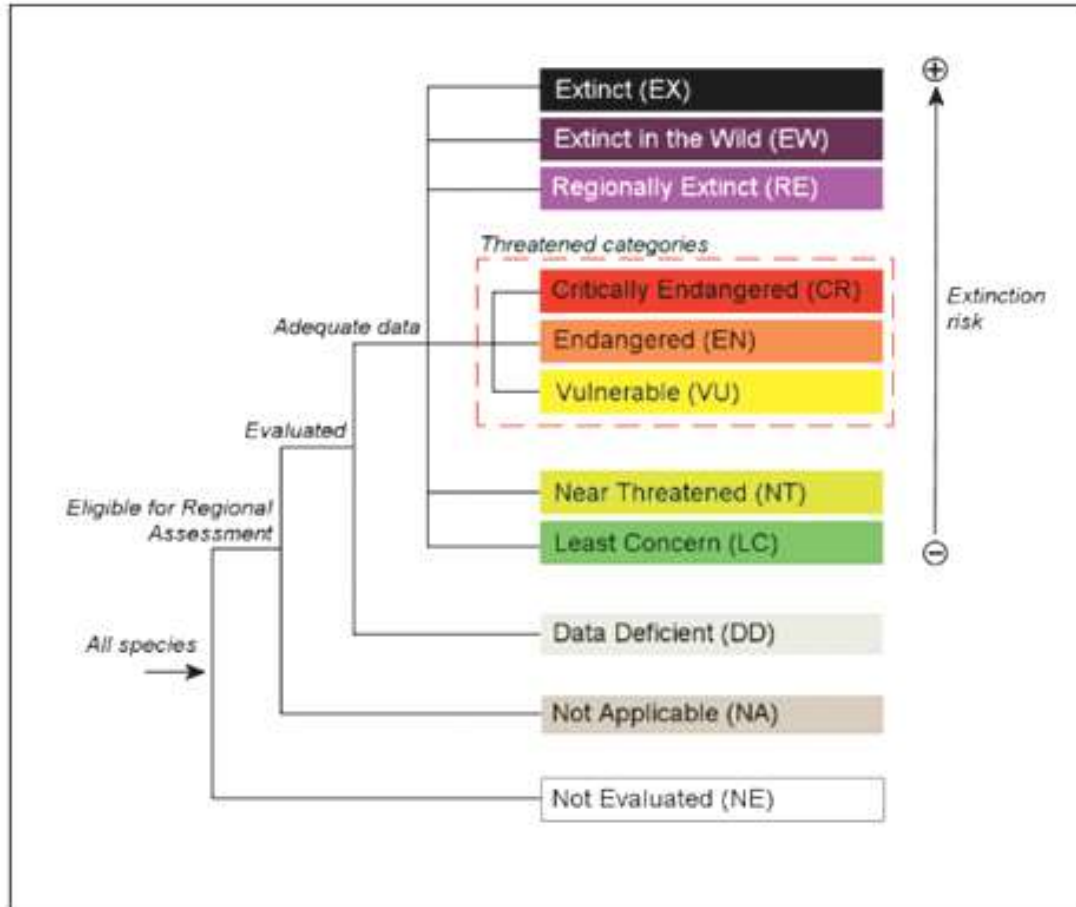 Extinct (EX)
Extinct in the Wild (EW)
Regionally Extinct (RE)
Threatened categories
Critically Endangered (CR)
Adequate data
Endangered (EN)
Extinction
risk
Vulnerable (VU)
Evaluated
Near Threatened (NT)
Eligible for Regional
Assessment
Least Concern (LC)
Data Deficient (DD)
All species
Not Applicable (NA)
Not Evaluated (NE)